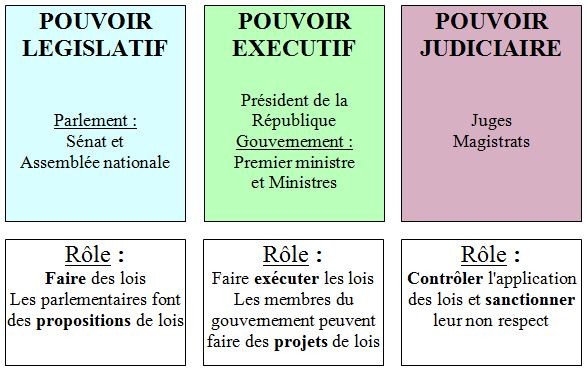 POUVOIR
LEGISLATIF
Parlement :
Sénat et
Assemblée nationale
POUVOIR
EXECUTIF
Président de la
République
Gouvernement :
Premier ministre
et Ministres
POUVOIR
JUDICIAIRE
Juges
Magistrats
Rôle :
Faire des lois
Les parlementaires font
des propositions de lois
Rôle :
Faire exécuter les lois
Les membres du
gouvernement peuvent
faire des projets de lois
Rôle :
Contrôler l'application
des lois et sanctionner
leur non respect